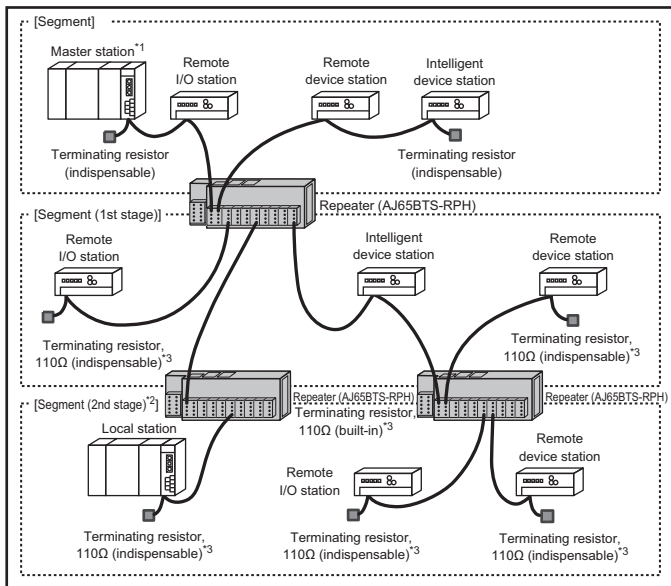 [Segment]
Master station*1
Remote
I/O station
Remote
device station
Intelligent
device station
Terminating resistor
(indispensable)
Terminating resistor
(indispensable)
Repeater (AJ65BTS-RPH)
[Segment (1st stage)]
Remote
I/O station
Intelligent
device station
Remote
device station
Terminating resistor,
110Ω (indispensable)*3
Terminating resistor,
110Ω (indispensable)*3
Repeater (AJ65BTS-RPH)
Repeater (AJ65BTS-RPH)
[Segment (2nd stage)*2]
Terminating resistor,
110Ω (built-in)*3
Local station
Remote
I/O station
Remote
device station
Terminating resistor,
110Ω (indispensable)*3
Terminating resistor,
110Ω (indispensable)*3
Terminating resistor,
110Ω (indispensable)*3